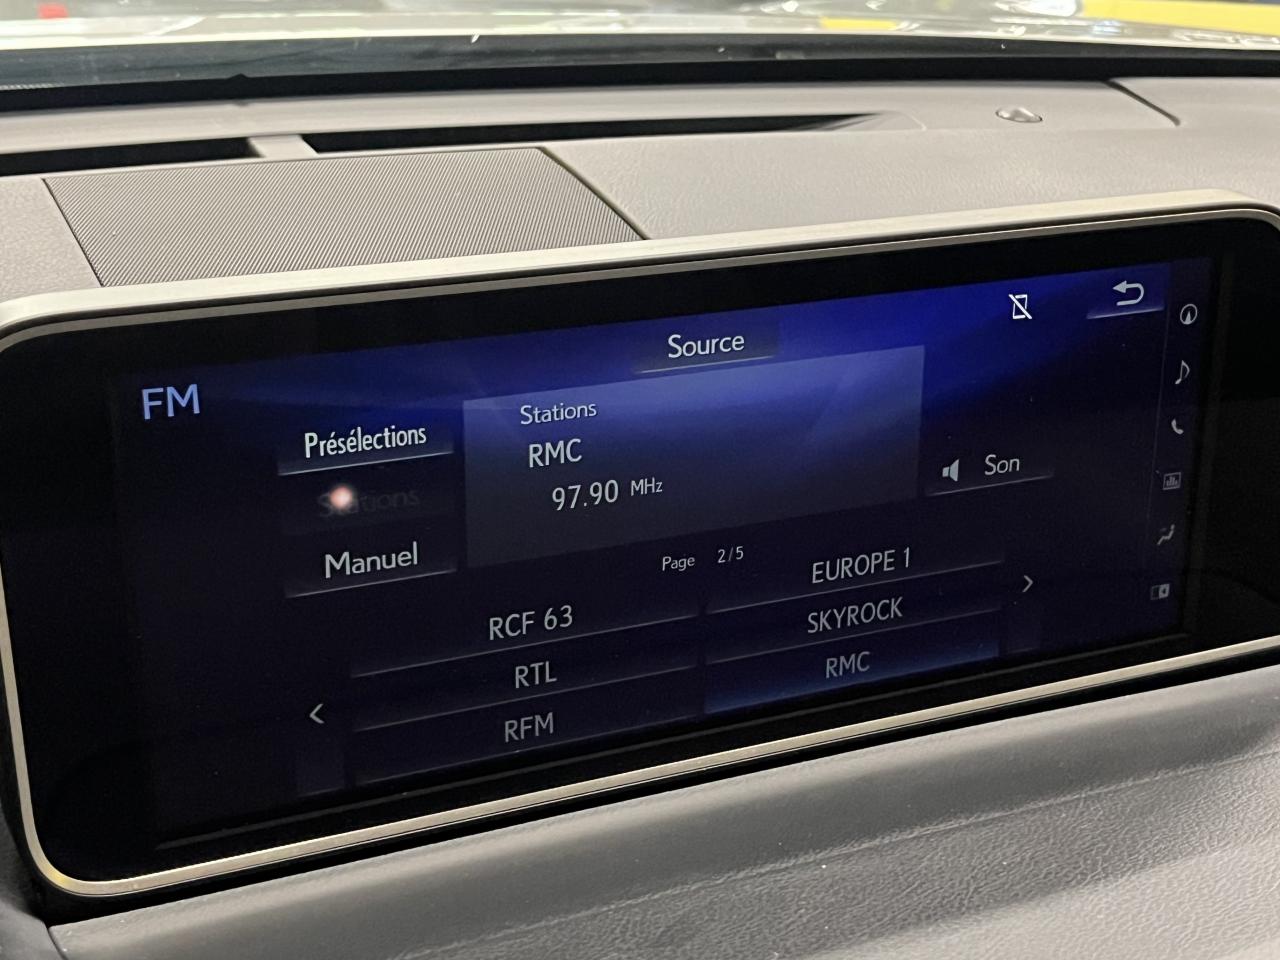 Source
FM
Présélections
Stations
Manuel
Stations
RMC
97.90 MHz
Son
Page 2/5
RCF 63
EUROPE 1
RTL
SKYROCK
RFM
RMC